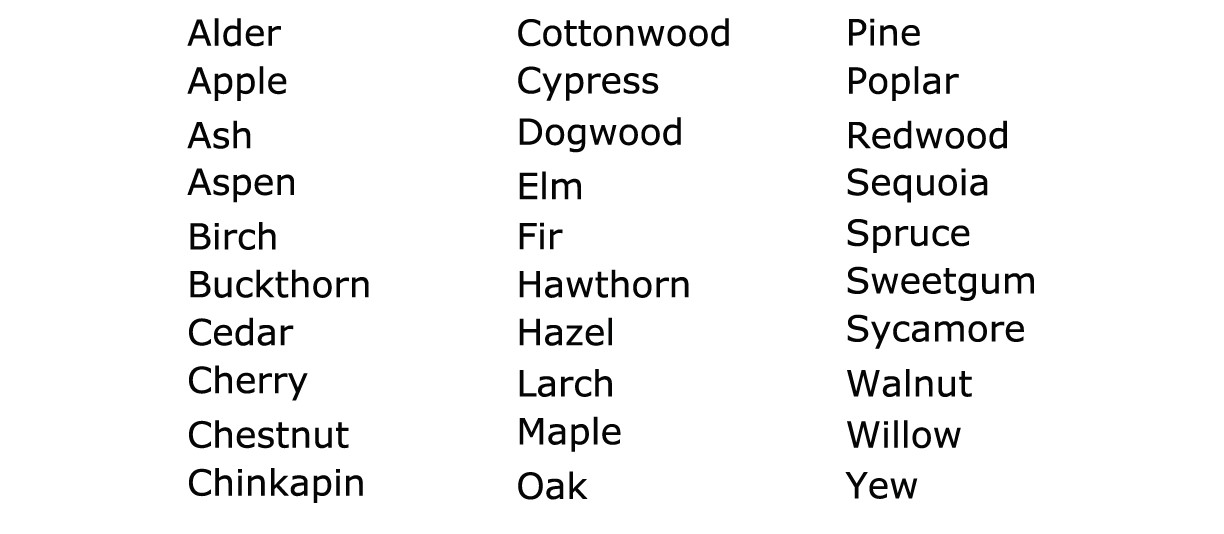 Alder
Apple
Ash
Aspen
Birch
Buckthorn
Cedar
Cherry
Chestnut
Chinkapin
Cottonwood
Cypress
Dogwood
Elm
Fir
Hawthorn
Hazel
Larch
Maple
Oak
Pine
Poplar
Redwood
Sequoia
Spruce
Sweetgum
Sycamore
Walnut
Willow
Yew